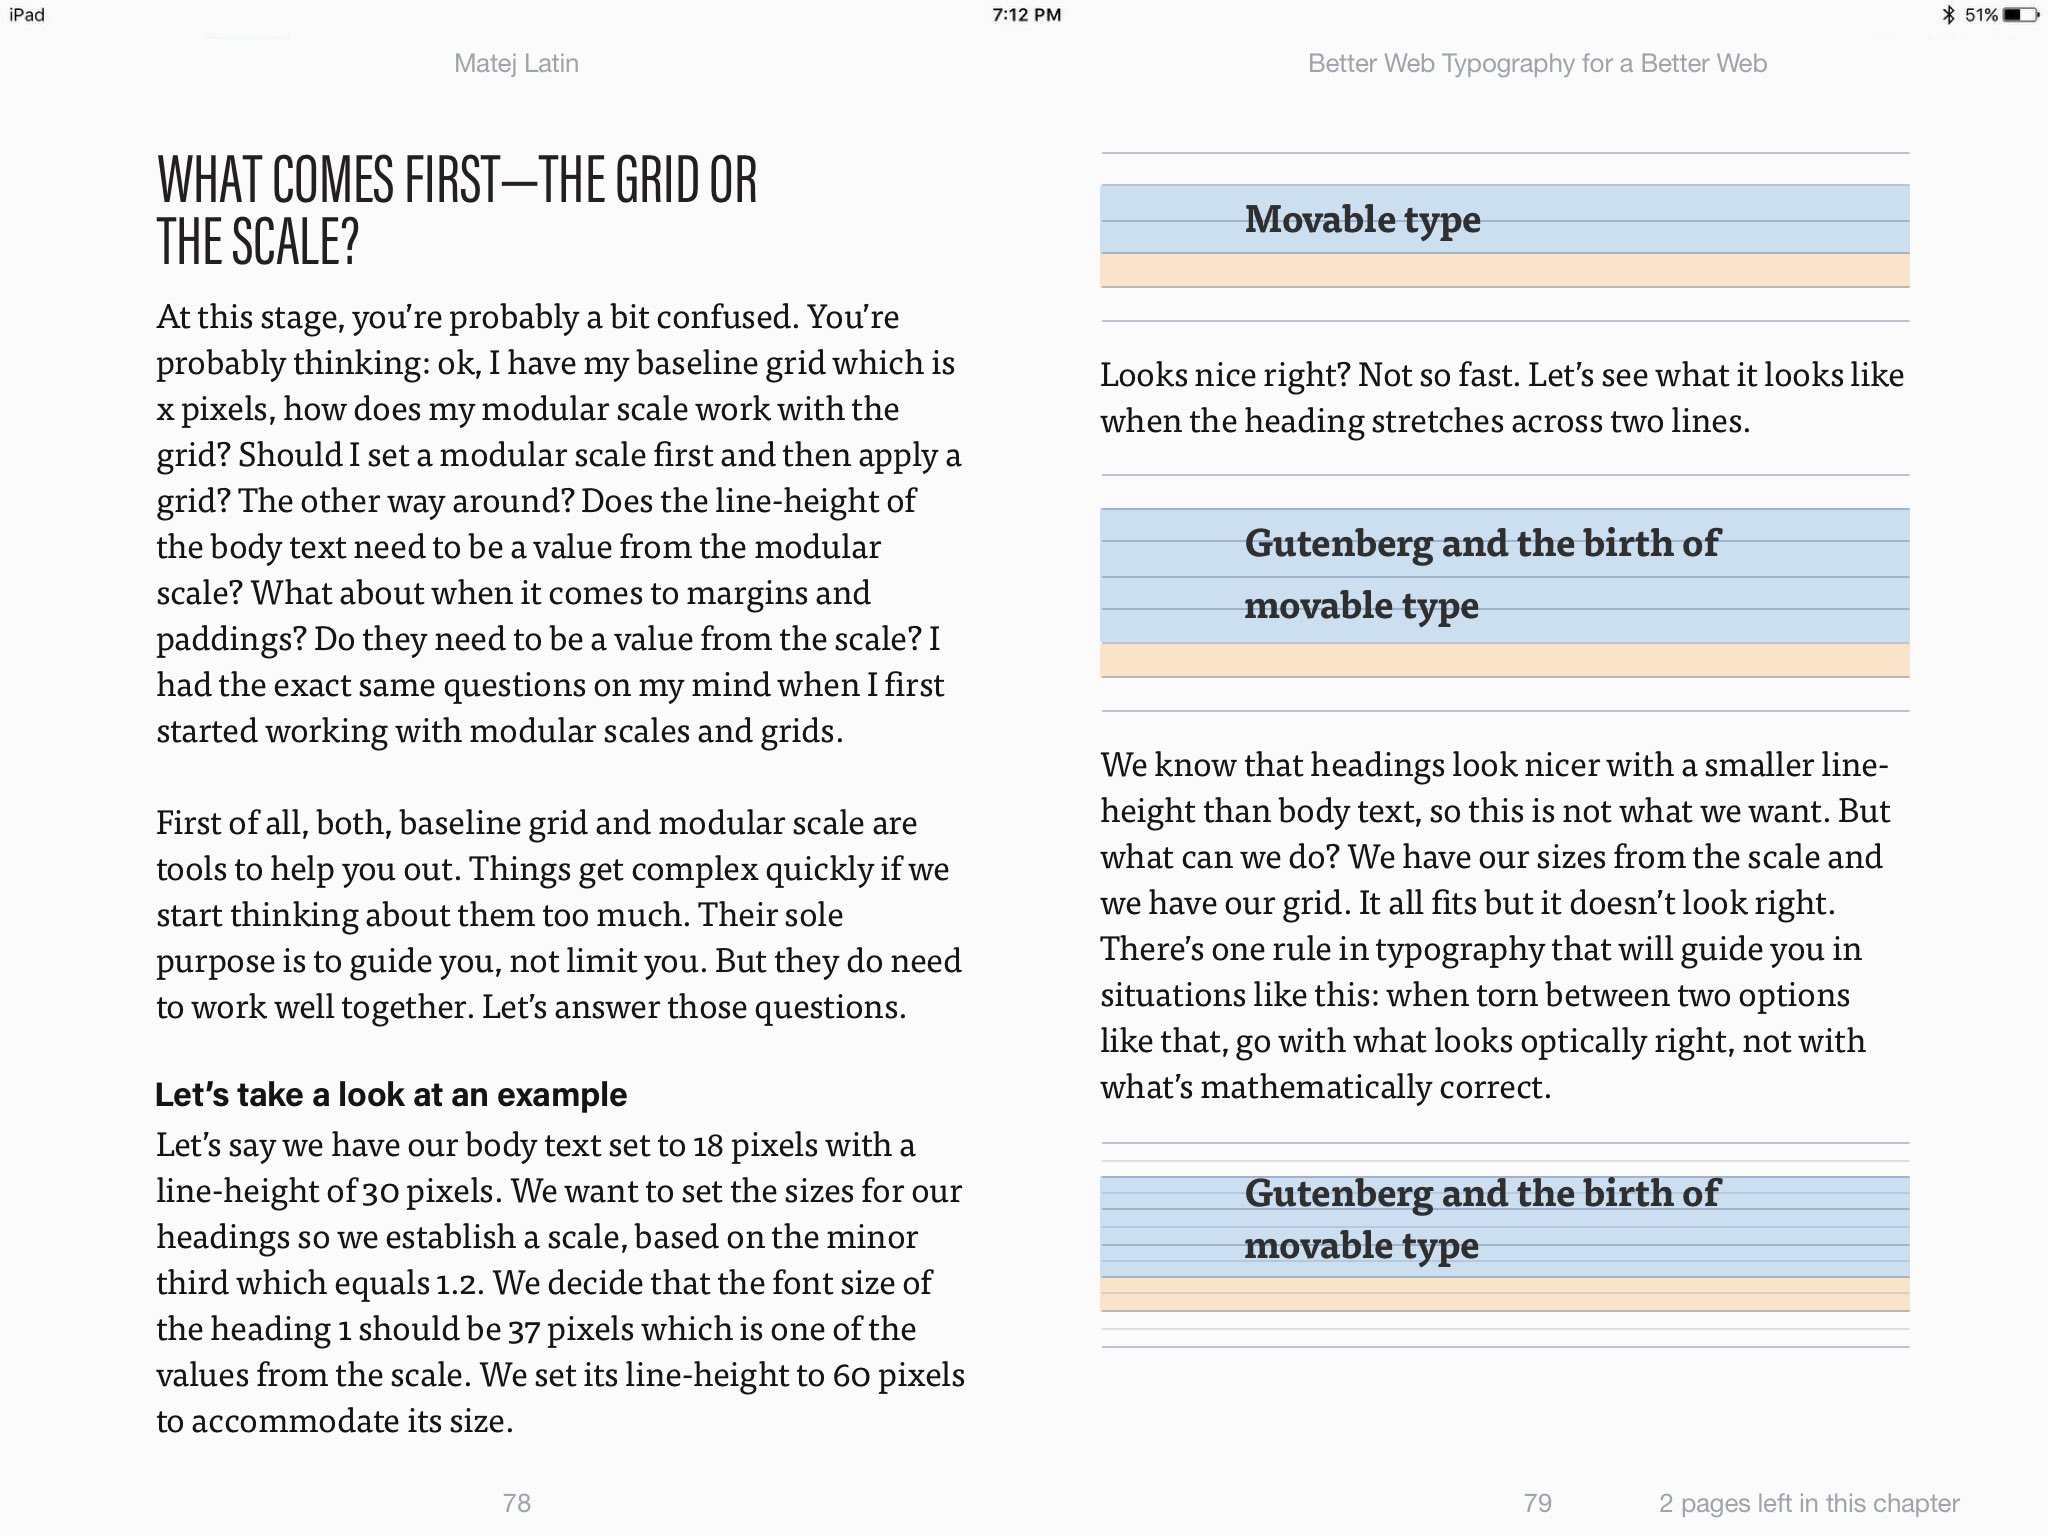 iPad
7:12 PM
51%
Matej Latin
Better Web Typography for a Better Web
WHAT COMES FIRST—THE GRID OR
THE SCALE?
At this stage, you’re probably a bit confused. You’re
probably thinking: ok, I have my baseline grid which is
x pixels, how does my modular scale work with the
grid? Should I set a modular scale first and then apply a
grid? The other way around? Does the line-height of
the body text need to be a value from the modular
scale? What about when it comes to margins and
paddings? Do they need to be a value from the scale? I
had the exact same questions on my mind when I first
started working with modular scales and grids.
First of all, both, baseline grid and modular scale are
tools to help you out. Things get complex quickly if we
start thinking about them too much. Their sole
purpose is to guide you, not limit you. But they do need
to work well together. Let’s answer those questions.
Let’s take a look at an example
Let’s say we have our body text set to 18 pixels with a
line-height of 30 pixels. We want to set the sizes for our
headings so we establish a scale, based on the minor
third which equals 1.2. We decide that the font size of
the heading 1 should be 37 pixels which is one of the
values from the scale. We set its line-height to 60 pixels
to accommodate its size.
78
Movable type
Looks nice right? Not so fast. Let’s see what it looks like
when the heading stretches across two lines.
Gutenberg and the birth of
movable type
We know that headings look nicer with a smaller line-
height than body text, so this is not what we want. But
what can we do? We have our sizes from the scale and
we have our grid. It all fits but it doesn’t look right.
There’s one rule in typography that will guide you in
situations like this: when torn between two options
like that, go with what looks optically right, not with
what’s mathematically correct.
Gutenberg and the birth of
movable type
79
2 pages left in this chapter